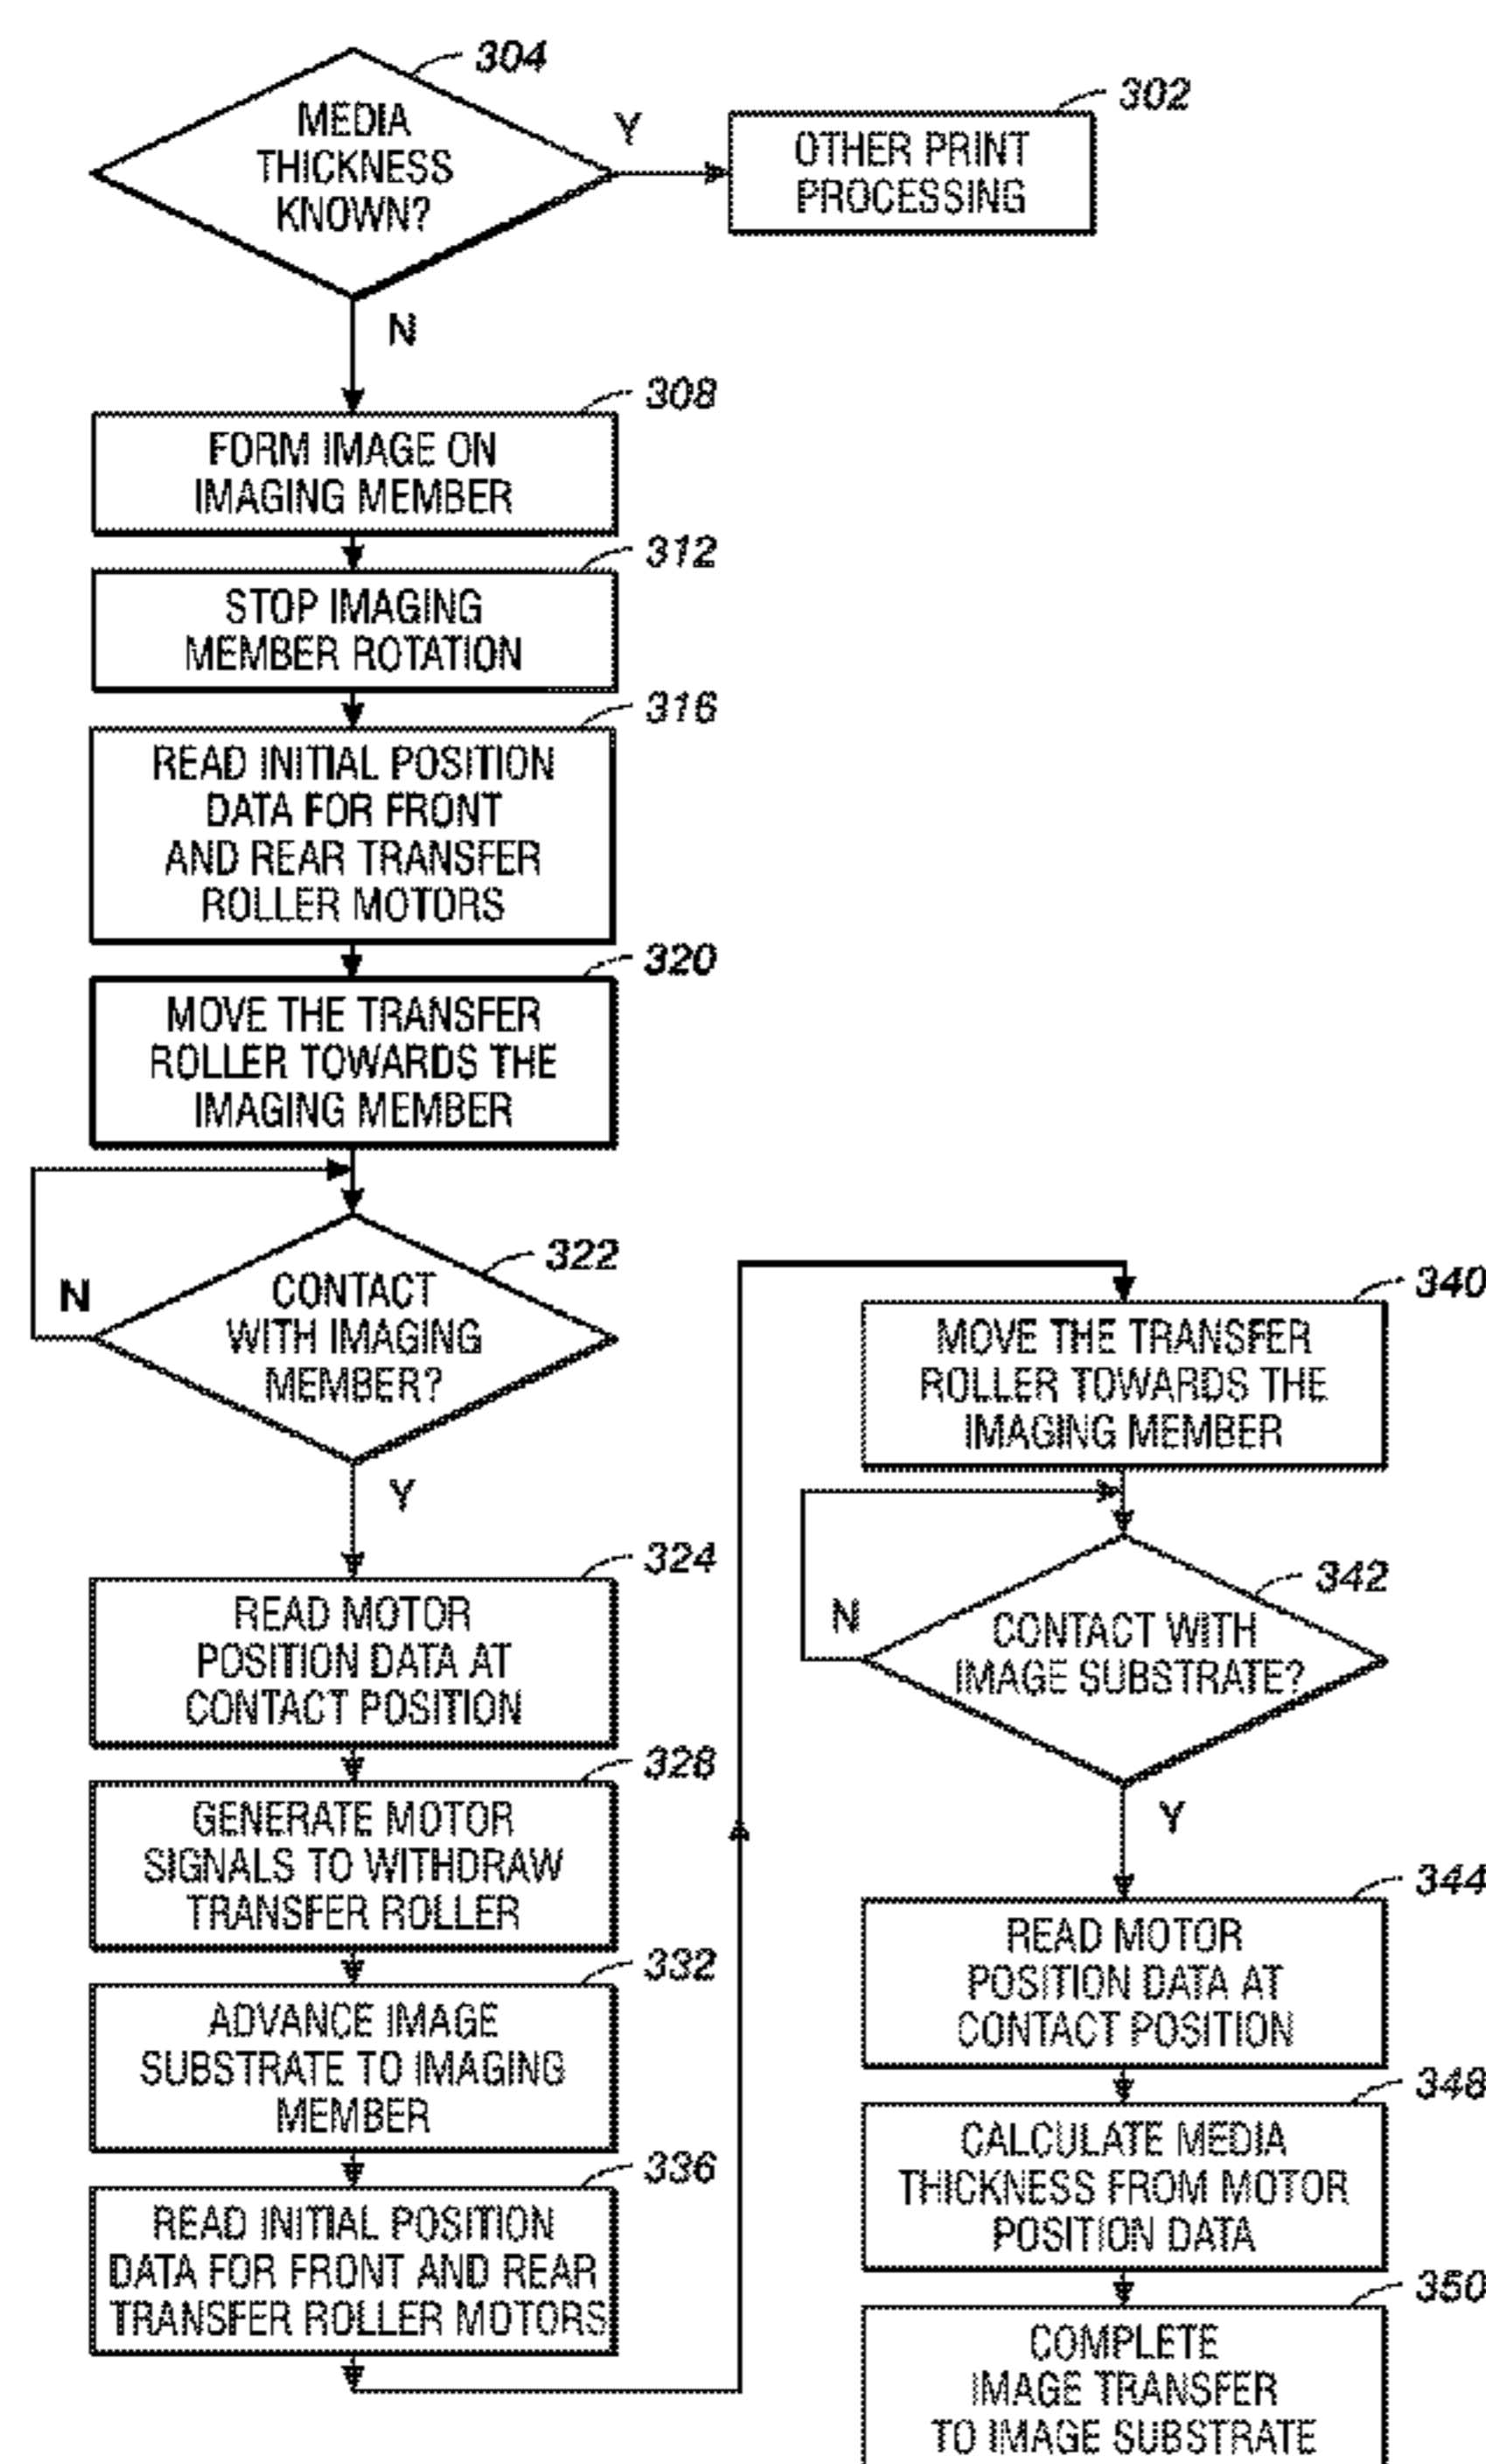 304
MEDIA
THICKNESS
KNOWN?
Y
302
OTHER PRINT
PROCESSING
N
308
FORM IMAGE ON
IMAGING MEMBER
312
STOP IMAGING
MEMBER ROTATION
316
READ INITIAL POSITION
DATA FOR FRONT
AND REAR TRANSFER
ROLLER MOTORS
320
MOVE THE TRANSFER
ROLLER TOWARDS THE
IMAGING MEMBER
322
CONTACT
WITH IMAGING
MEMBER?
N
Y
324
READ MOTOR
POSITION DATA AT
CONTACT POSITION
328
GENERATE MOTOR
SIGNALS TO WITHDRAW
TRANSFER ROLLER
332
ADVANCE IMAGE
SUBSTRATE TO IMAGING
MEMBER
336
READ INITIAL POSITION
DATA FOR FRONT AND REAR
TRANSFER ROLLER MOTORS
340
MOVE THE TRANSFER
ROLLER TOWARDS THE
IMAGING MEMBER
342
CONTACT WITH
IMAGE SUBSTRATE?
N
Y
344
READ MOTOR
POSITION DATA AT
CONTACT POSITION
348
CALCULATE MEDIA
THICKNESS FROM MOTOR
POSITION DATA
350
COMPLETE
IMAGE TRANSFER
TO IMAGE SUBSTRATE